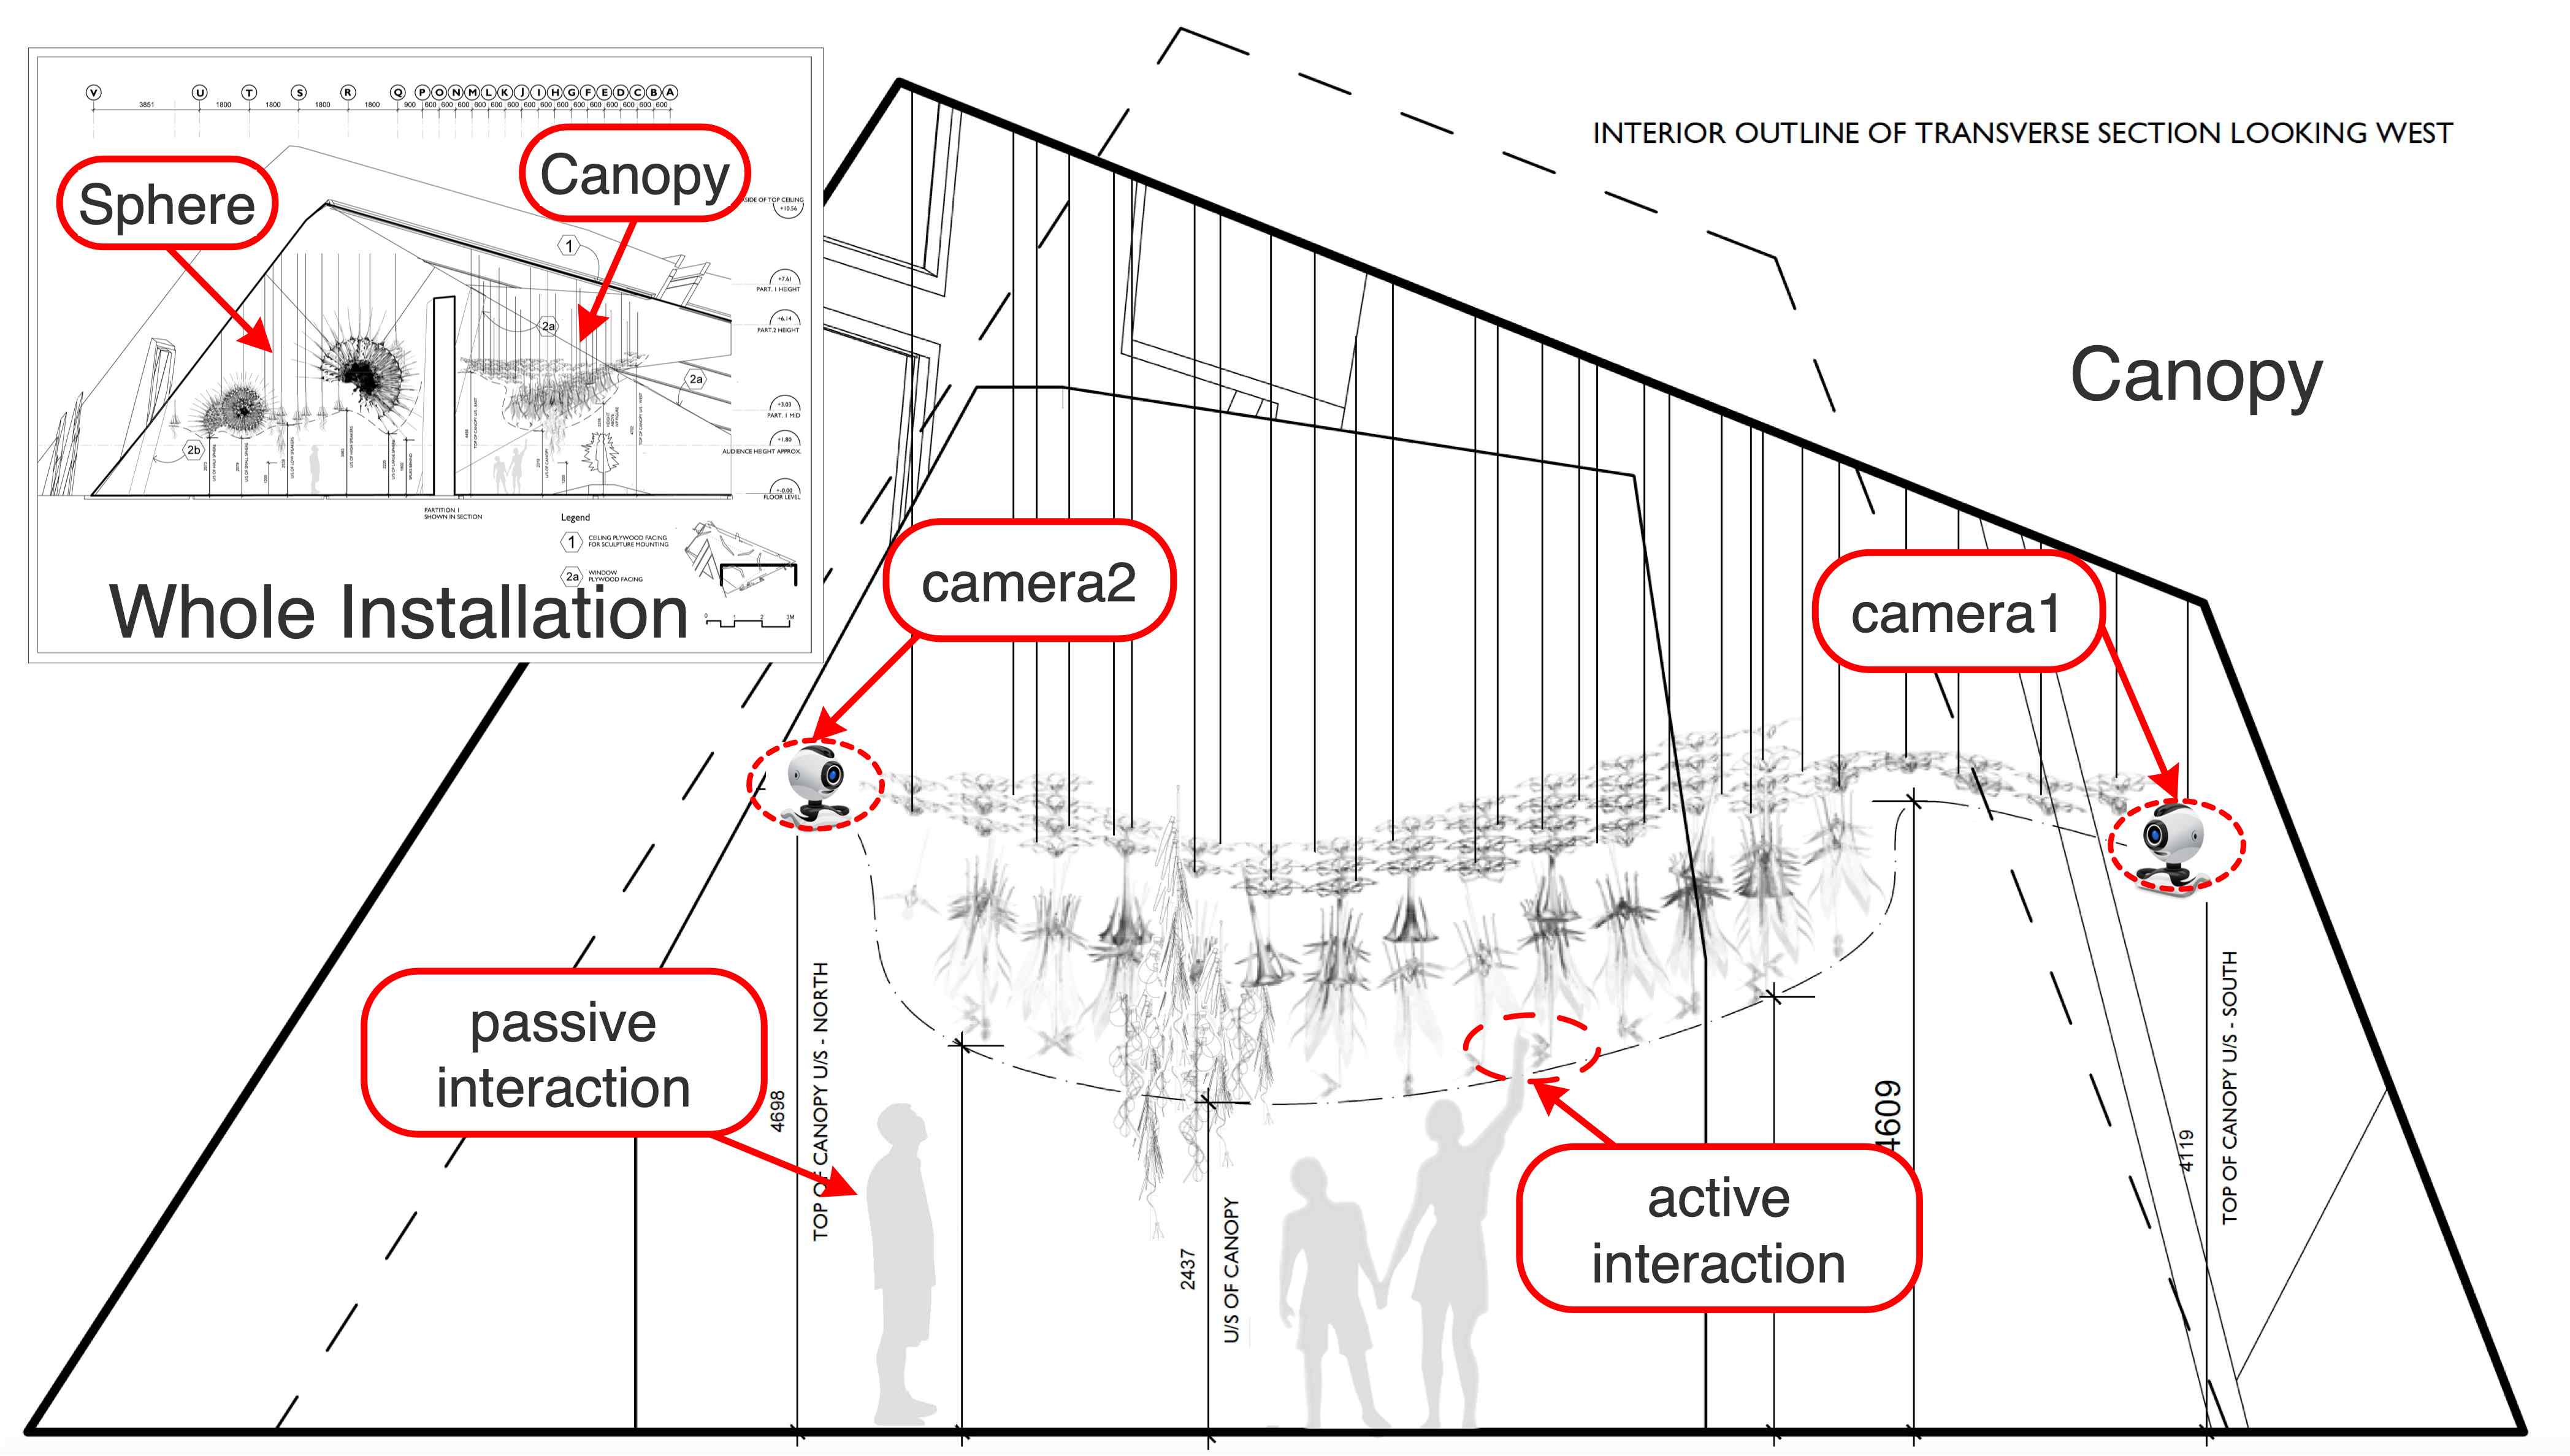 V U T S R Q P O N M L K J I H G F E D C B A
3851 1800 1800 1800 1800 900 600 600 600 600 600 600 600 600 600 600 600 600 600 600 600
INTERIOR OUTLINE OF TRANSVERSE SECTION LOOKING WEST
Sphere
Canopy
SIDE OF TOP CEILING
+10.56
1
+7.61
PART. 1 HEIGHT
+6.14
PART.2 HEIGHT
2a
2a
+3.03
PART. 1 MID
+1.80
AUDIENCE HEIGHT APPROX.
2b
+-0.00
FLOOR LEVEL
PARTITION 1
SHOWN IN SECTION
Legend
1
CEILING PLYWOOD FACING
FOR SCULPTURE MOUNTING
2a
WINDOW
PLYWOOD FACING
Whole Installation
0 1 2 3M
Canopy
camera2
camera1
passive
interaction
4698
TOP OF CANOPY U/S - NORTH
2437
U/S OF CANOPY
active
interaction
4609
4119
TOP OF CANOPY U/S - SOUTH